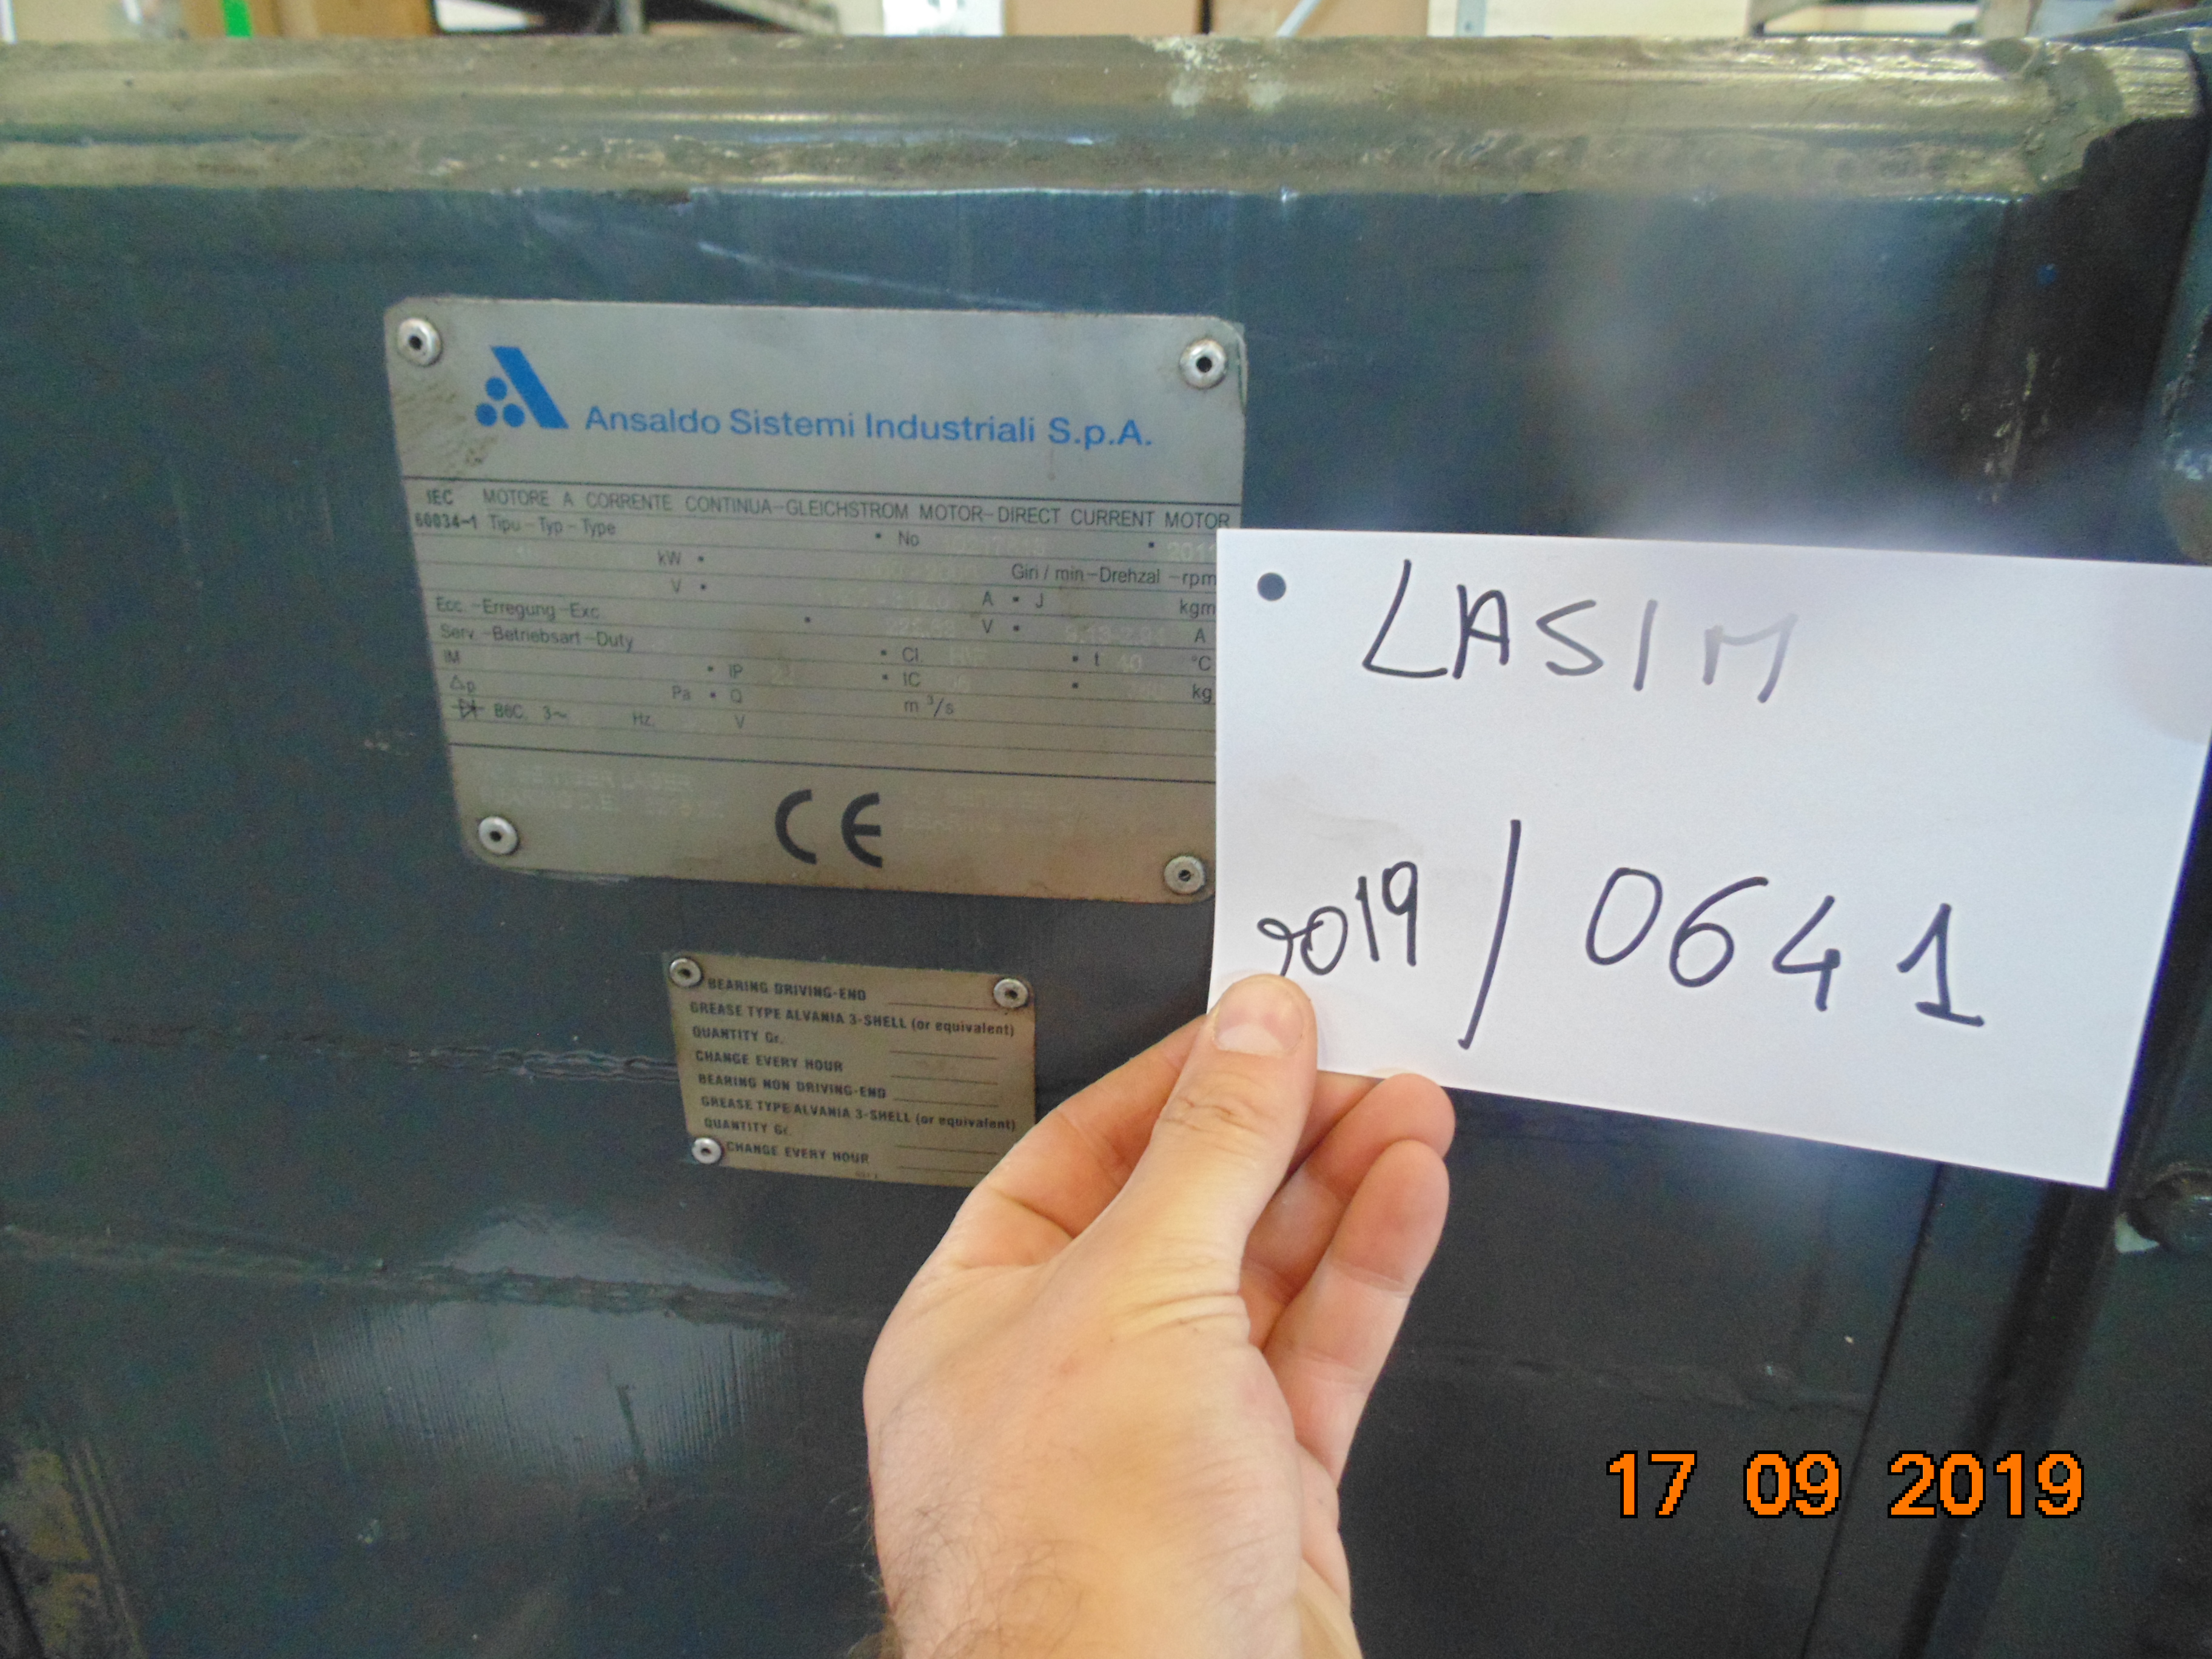 Ansaldo Sistemi Industriali S.p.A.
IEC MOTORE A CORRENTE CONTINUA-GLEICHSTROM MOTOR-DIRECT CURRENT MOTOR
60034-1 Tipo-Typ-Type No
kW Giri / min-Drehzal-rpm
V A J kgm
Ecc.-Erregung-Exc. V A
Serv.-Betriebsart-Duty Cl. t 40 °C
IM IP IC kg
Δp Pa Q m³/s
B6C. 3~ Hz. V
CE
LASIM
2019/0641
BEARING DRIVING-END
GREASE TYPE ALVANIA 3-SHELL (or equivalent)
QUANTITY Gr.
CHANGE EVERY HOUR
BEARING NON DRIVING-END
GREASE TYPE ALVANIA 3-SHELL (or equivalent)
QUANTITY Gr.
CHANGE EVERY HOUR
17 09 2019